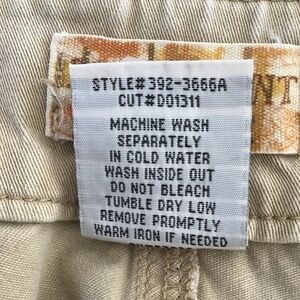 STYLE# 392-3666A
CUT#D01311
MACHINE WASH
SEPARATELY
IN COLD WATER
WASH INSIDE OUT
DO NOT BLEACH
TUMBLE DRY LOW
REMOVE PROMPTLY
WARM IRON IF NEEDED
NT